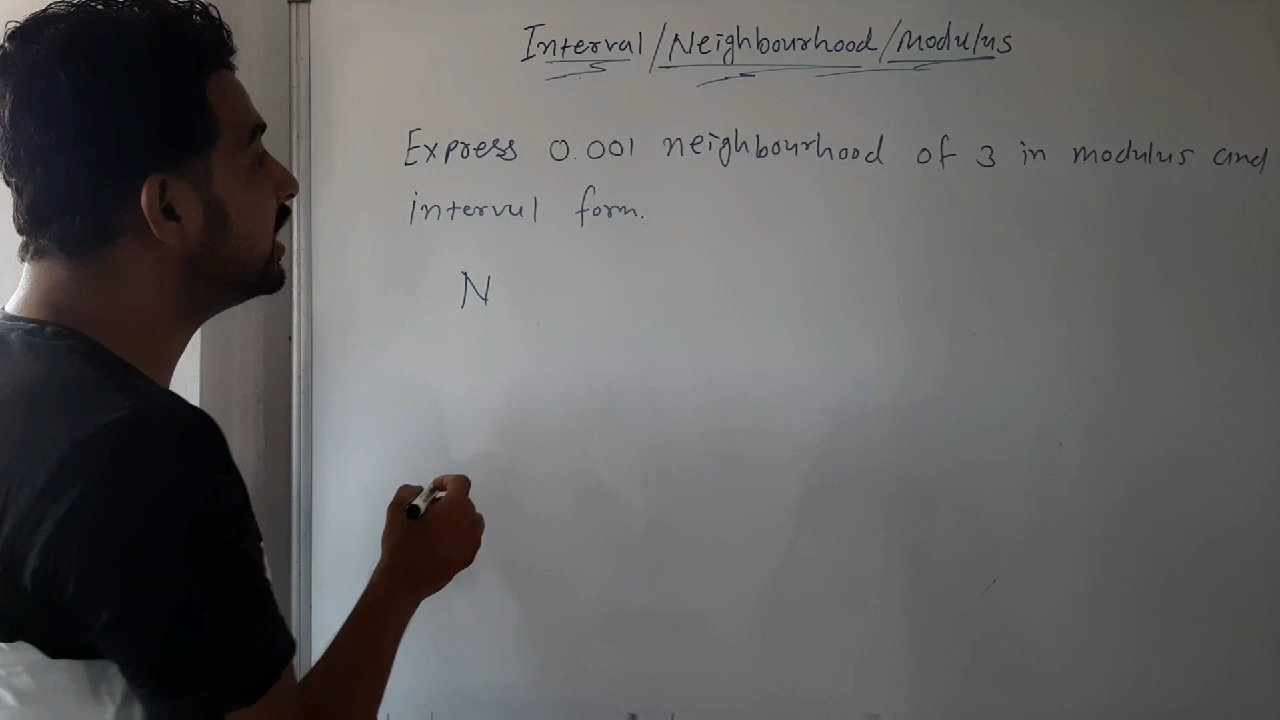 Interval/Neighbourhood/Modulus
Express 0.001 neighbourhood of 3 in modulus and
interval form.
N